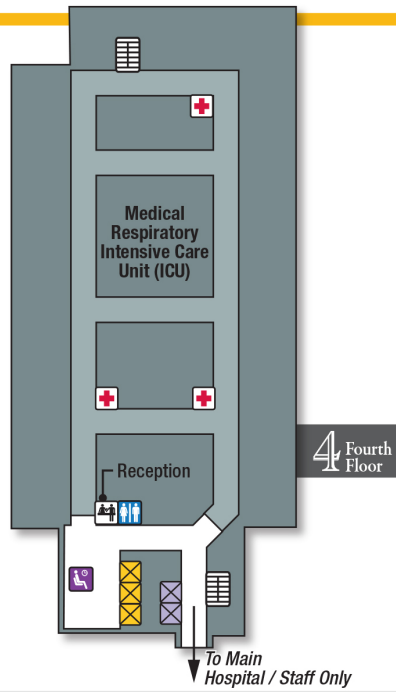 Medical
Respiratory
Intensive Care
Unit (ICU)
Reception
4 Fourth
Floor
To Main
Hospital / Staff Only